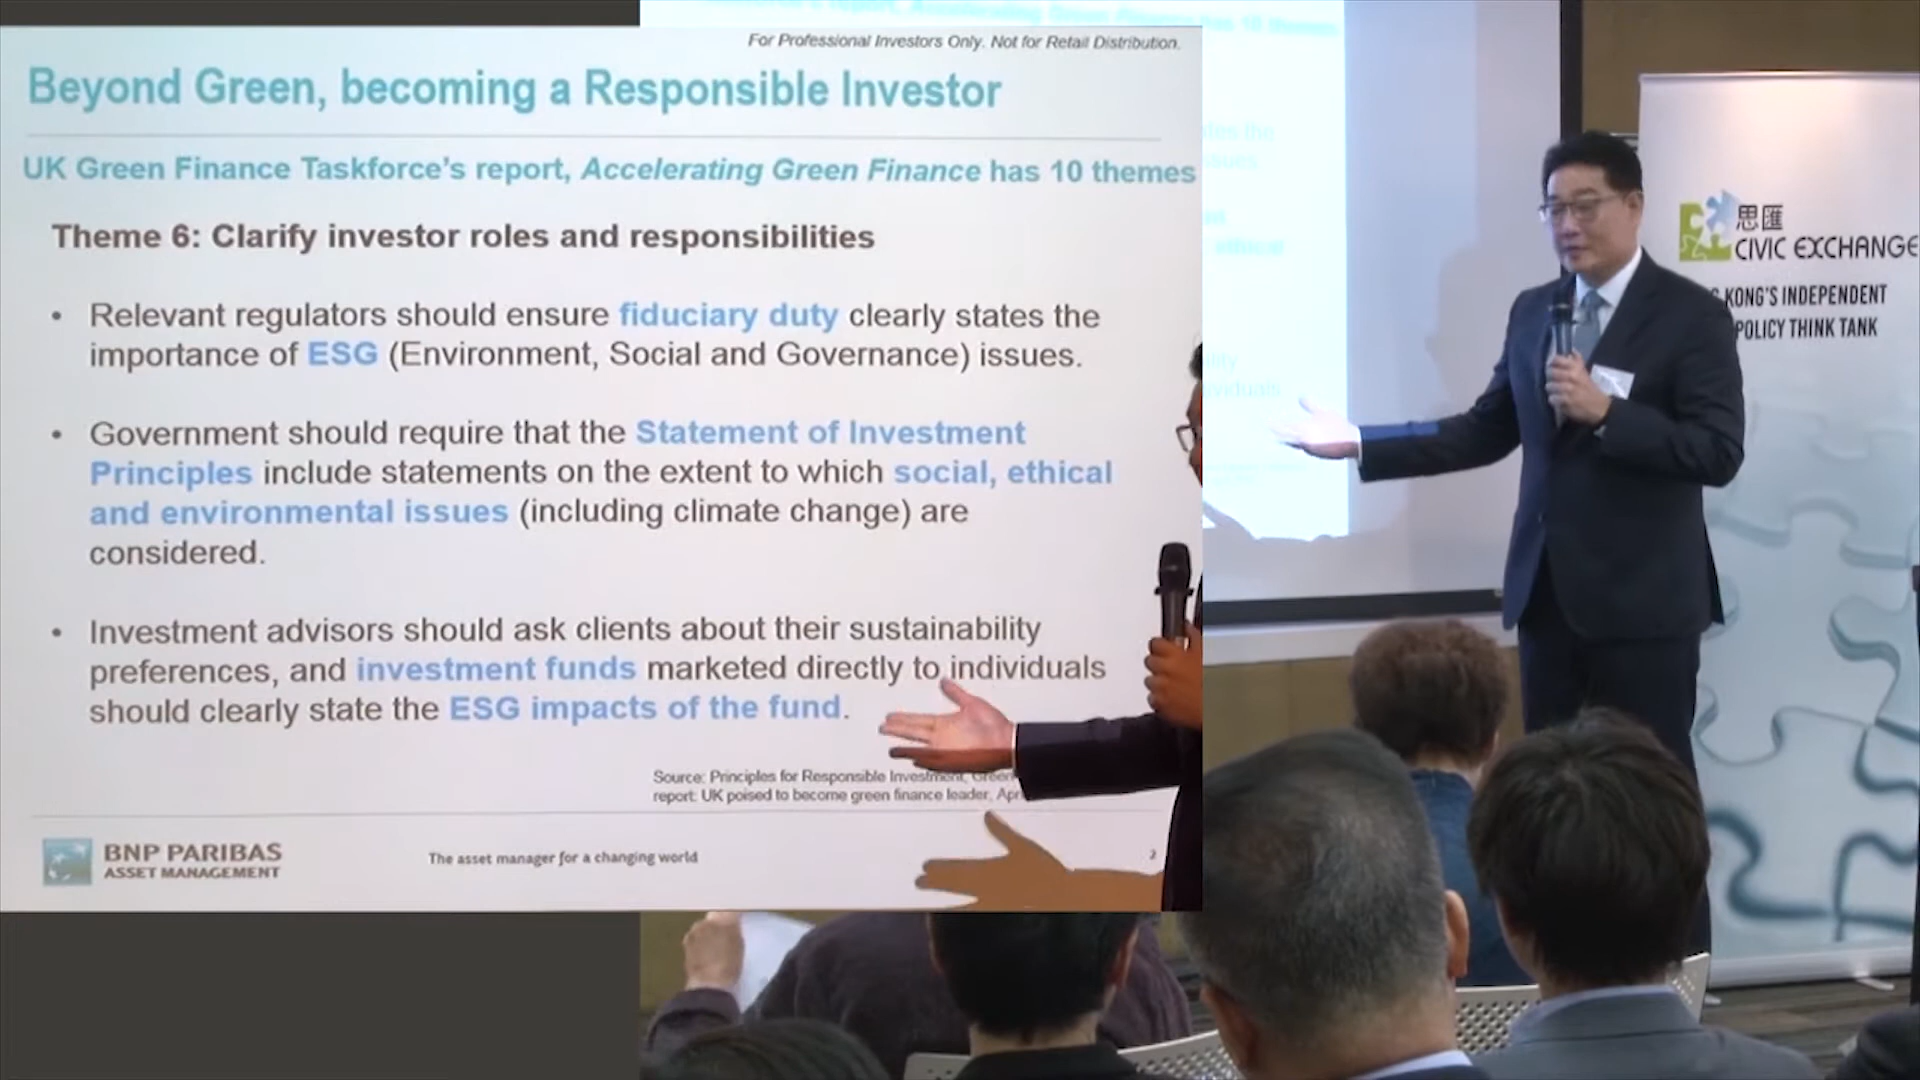 For Professional Investors Only. Not for Retail Distribution.
Beyond Green, becoming a Responsible Investor
UK Green Finance Taskforce's report, Accelerating Green Finance has 10 themes
Theme 6: Clarify investor roles and responsibilities
• Relevant regulators should ensure fiduciary duty clearly states the
importance of ESG (Environment, Social and Governance) issues.
• Government should require that the Statement of Investment
Principles include statements on the extent to which social, ethical
and environmental issues (including climate change) are
considered.
• Investment advisors should ask clients about their sustainability
preferences, and investment funds marketed directly to individuals
should clearly state the ESG impacts of the fund.
Source: Principles for Responsible Investment, Green
report: UK poised to become green finance leader,
BNP PARIBAS
ASSET MANAGEMENT
The asset manager for a changing world
2
思匯
CIVIC EXCHANGE
KONG'S INDEPENDENT
POLICY THINK TANK